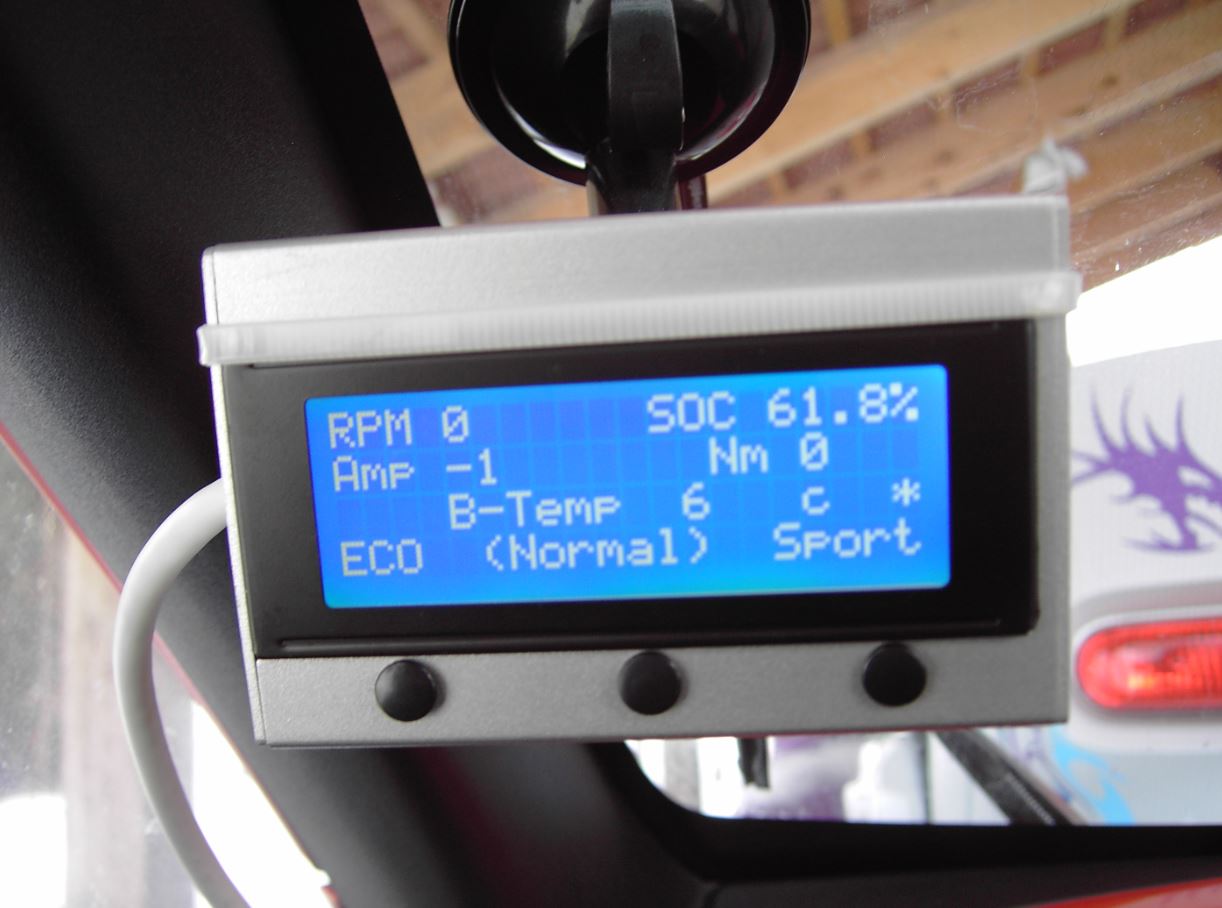 RPM 0 SOC 61.8%
Amp -1 Nm 0
B-Temp 6 c *
ECO (Normal) Sport